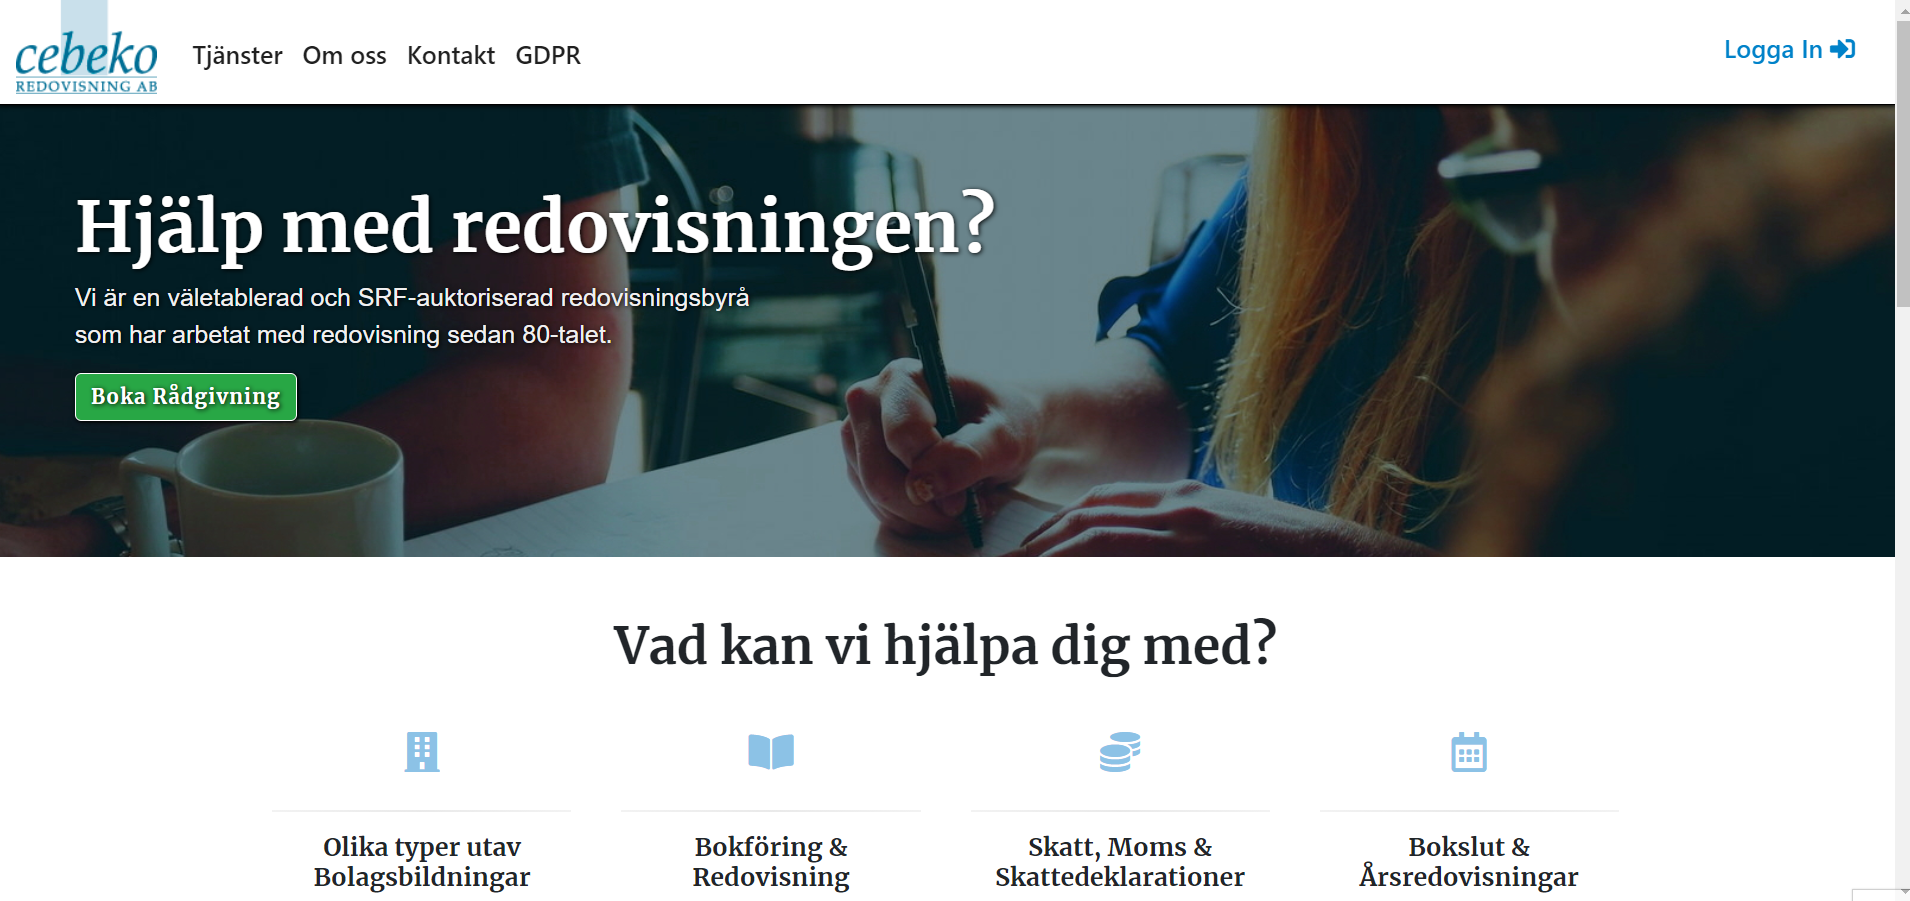 cebeko
REDOVISNING AB
Tjänster Om oss Kontakt GDPR
Logga In
Hjälp med redovisningen?
Vi är en väletablerad och SRF-auktoriserad redovisningsbyrå
som har arbetat med redovisning sedan 80-talet.
Boka Rådgivning
Vad kan vi hjälpa dig med?
Olika typer utav
Bolagsbildningar
Bokföring &
Redovisning
Skatt, Moms &
Skattedeklarationer
Bokslut &
Årsredovisningar